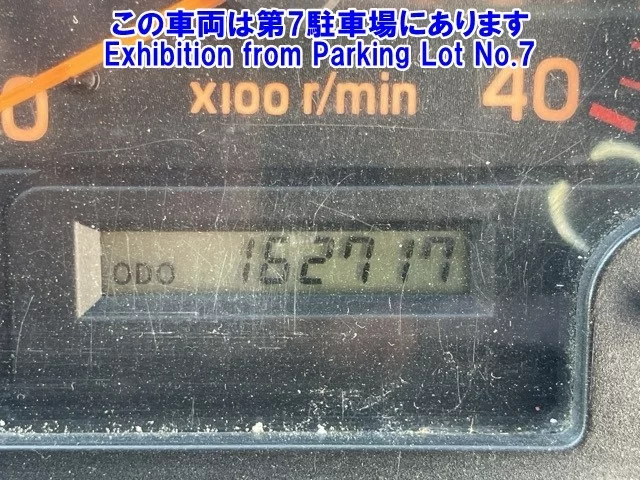 この車両は第7駐車場にあります
Exhibition from Parking Lot No.7
0 X100 r/min 40
ODO 162717